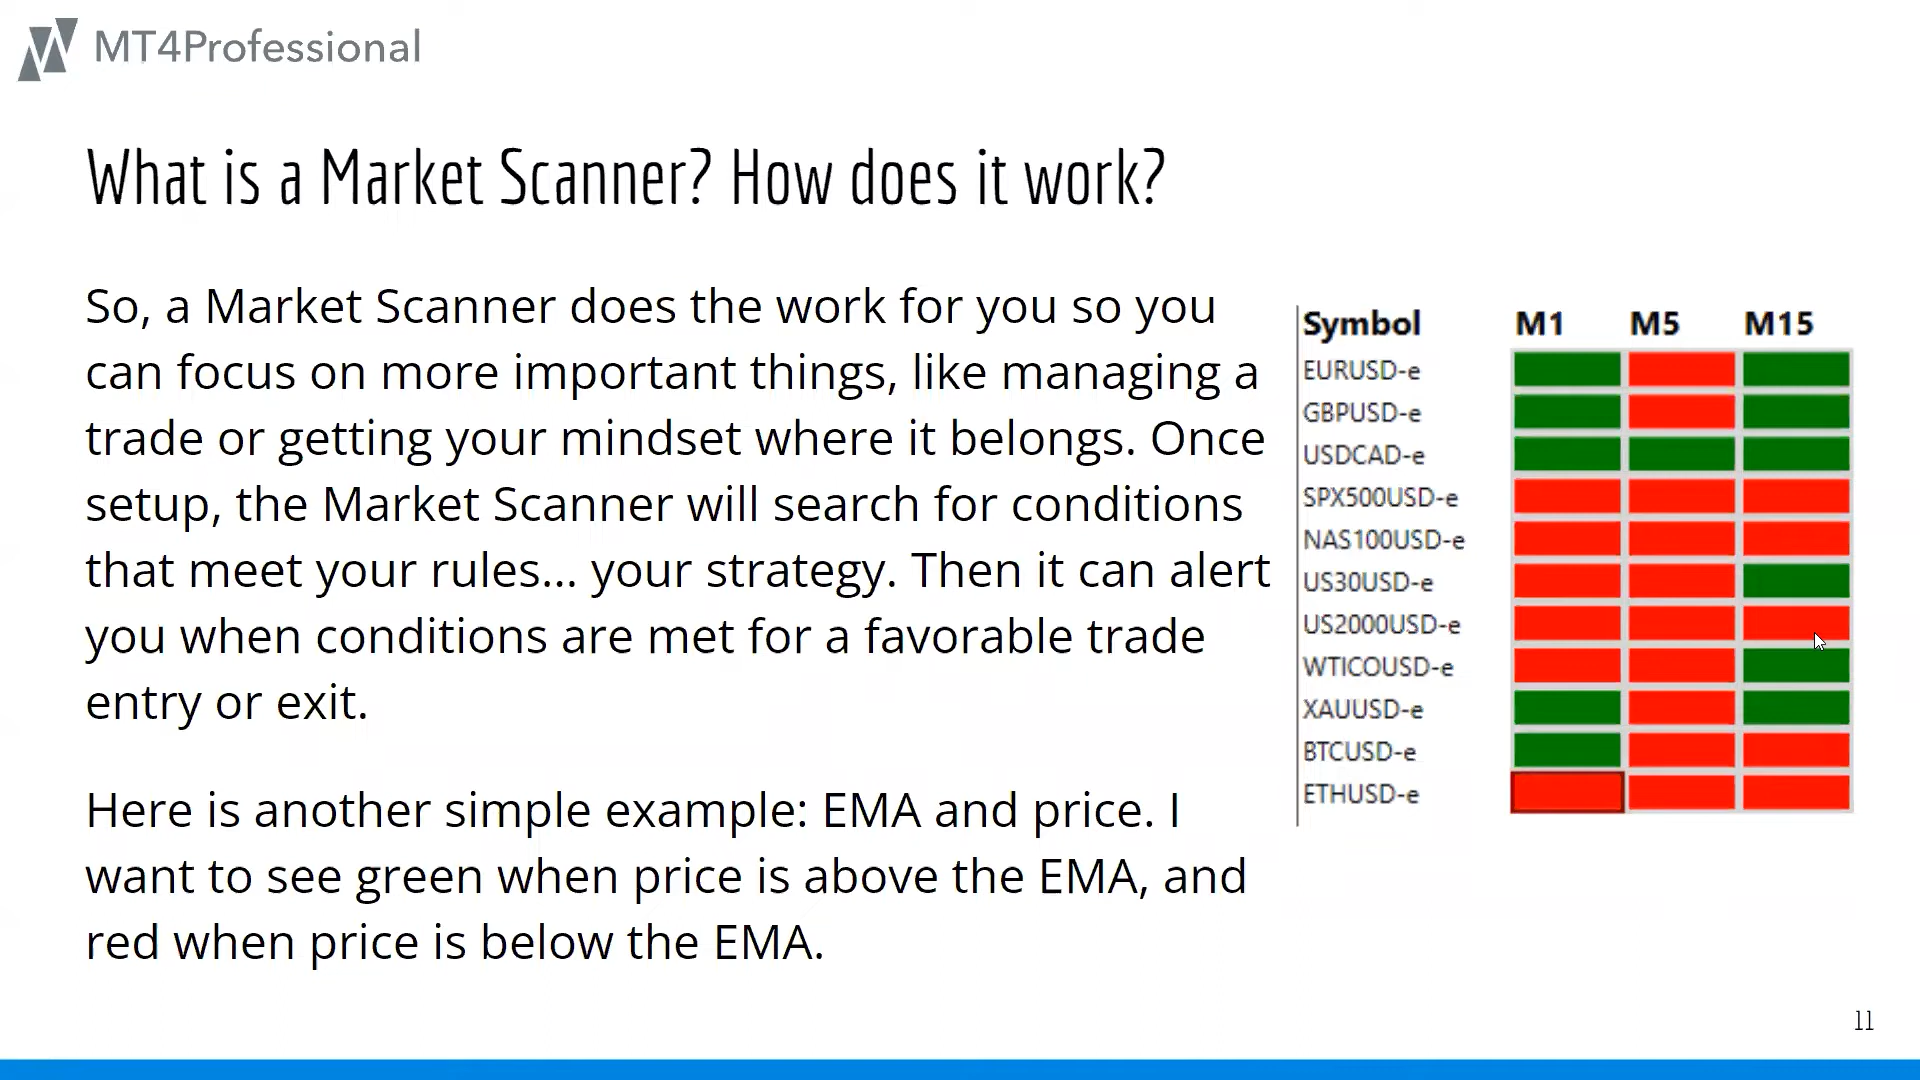 MT4Professional
What is a Market Scanner? How does it work?
So, a Market Scanner does the work for you so you
can focus on more important things, like managing a
trade or getting your mindset where it belongs. Once
setup, the Market Scanner will search for conditions
that meet your rules... your strategy. Then it can alert
you when conditions are met for a favorable trade
entry or exit.
Here is another simple example: EMA and price. I
want to see green when price is above the EMA, and
red when price is below the EMA.
Symbol M1 M5 M15
EURUSD-e
GBPUSD-e
USDCAD-e
SPX500USD-e
NAS100USD-e
US30USD-e
US2000USD-e
WTICOUSD-e
XAUUSD-e
BTCUSD-e
ETHUSD-e
11